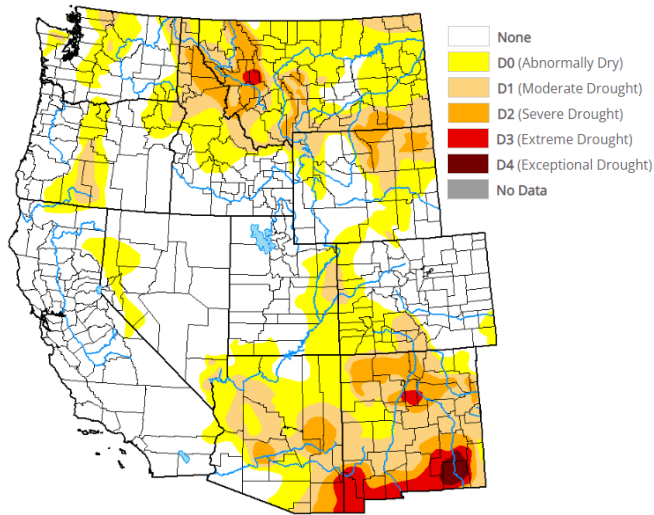 None
D0 (Abnormally Dry)
D1 (Moderate Drought)
D2 (Severe Drought)
D3 (Extreme Drought)
D4 (Exceptional Drought)
No Data